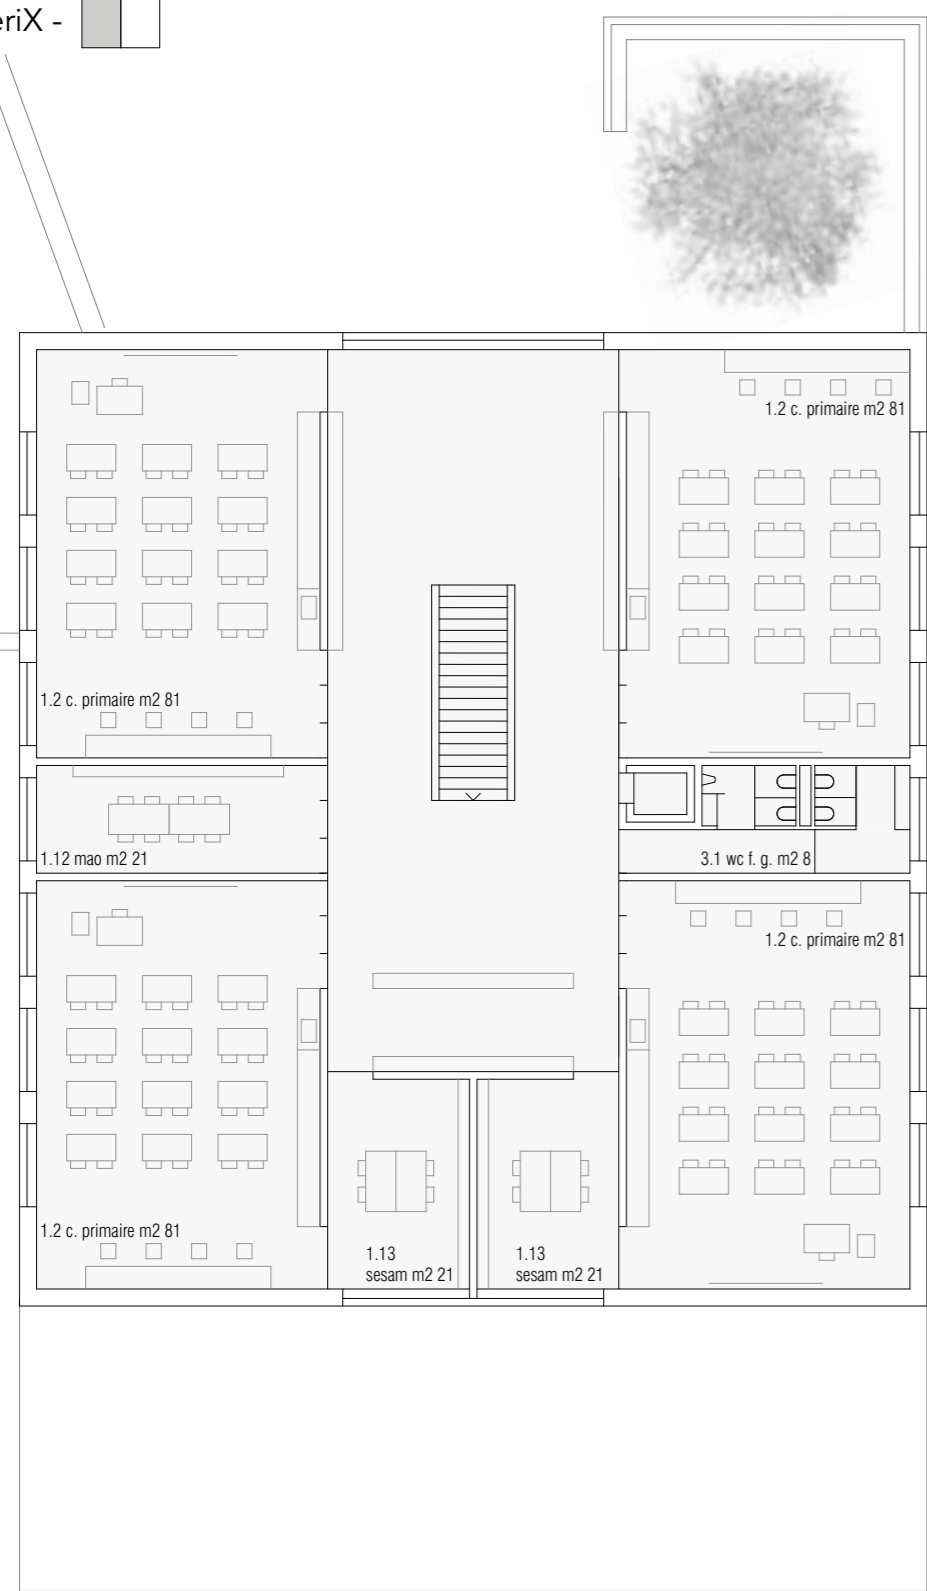 eriX -
1.2 c. primaire m2 81
1.2 c. primaire m2 81
1.12 mao m2 21
3.1 wc f. g. m2 8
1.2 c. primaire m2 81
1.2 c. primaire m2 81
1.13
sesam m2 21
1.13
sesam m2 21